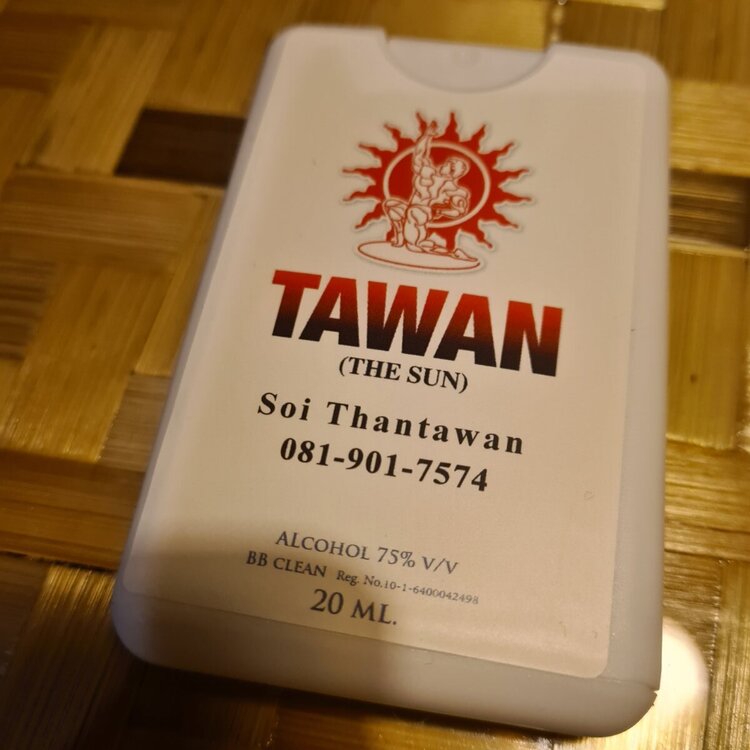 TAWAN
(THE SUN)
Soi Thantawan
081-901-7574
ALCOHOL 75% V/V
BB CLEAN Reg. No.10-1-6400042498
20 ML.